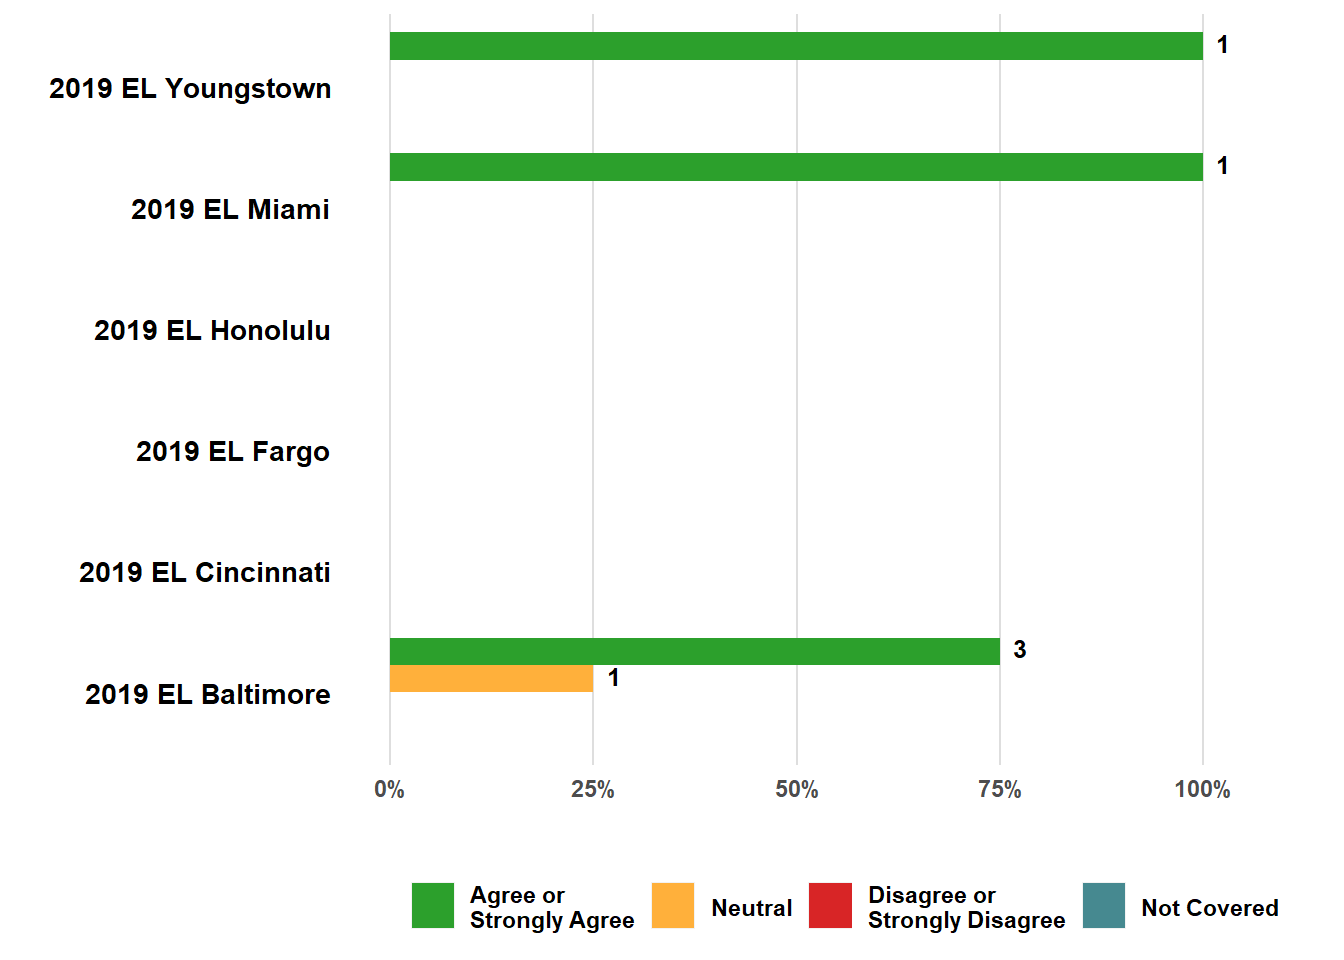 1
2019 EL Youngstown
1
2019 EL Miami
2019 EL Honolulu
2019 EL Fargo
2019 EL Cincinnati
3
1
2019 EL Baltimore
0% 25% 50% 75% 100%
Agree or
Strongly Agree
Neutral
Disagree or
Strongly Disagree
Not Covered